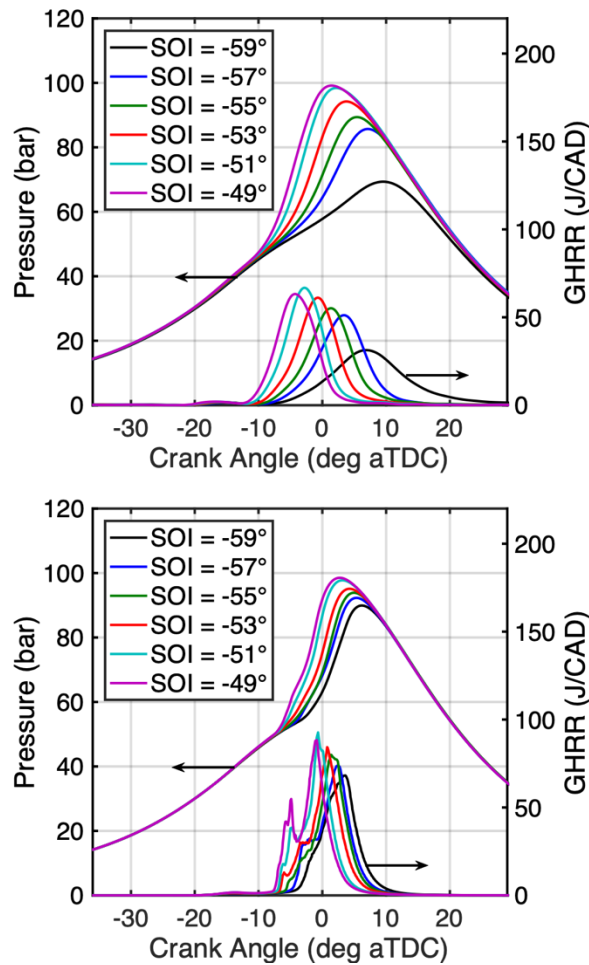 120
100
80
60
40
20
0
Pressure (bar)
SOI = -59°
SOI = -57°
SOI = -55°
SOI = -53°
SOI = -51°
SOI = -49°
200
150
100
50
0
GHRR (J/CAD)
-30 -20 -10 0 10 20
Crank Angle (deg aTDC)
120
100
80
60
40
20
0
Pressure (bar)
SOI = -59°
SOI = -57°
SOI = -55°
SOI = -53°
SOI = -51°
SOI = -49°
200
150
100
50
0
GHRR (J/CAD)
-30 -20 -10 0 10 20
Crank Angle (deg aTDC)